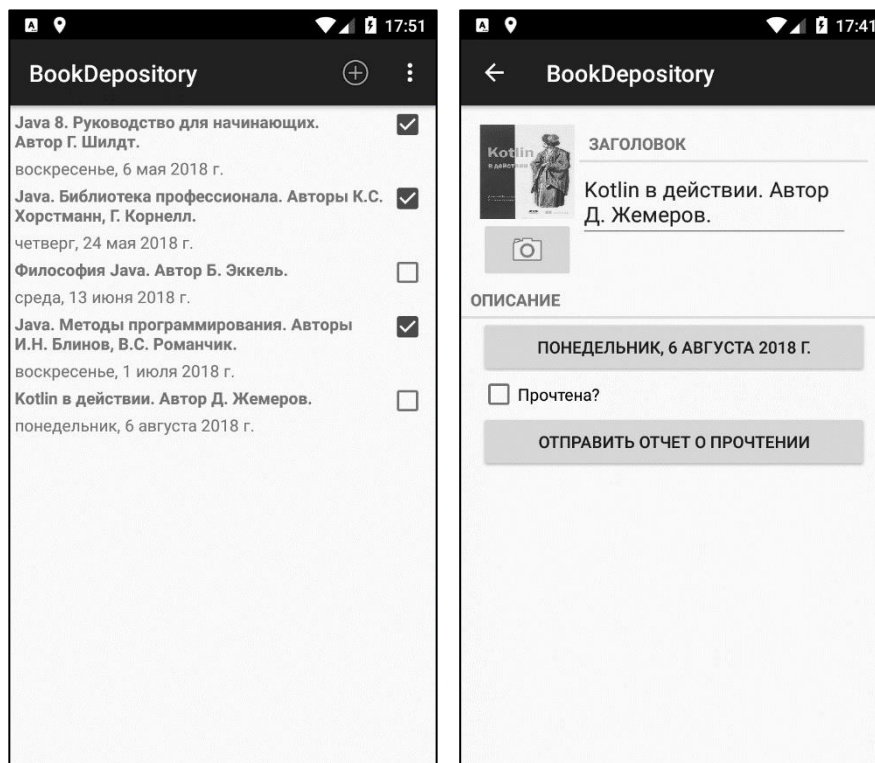 17:51
BookDepository
Java 8. Руководство для начинающих.
Автор Г. Шилдт.
воскресенье, 6 мая 2018 г.
Java. Библиотека профессионала. Авторы К.С.
Хорстманн, Г. Корнелл.
четверг, 24 мая 2018 г.
Философия Java. Автор Б. Эккель.
среда, 13 июня 2018 г.
Java. Методы программирования. Авторы
И.Н. Блинов, В.С. Романчик.
воскресенье, 1 июля 2018 г.
Kotlin в действии. Автор Д. Жемеров.
понедельник, 6 августа 2018 г.
17:41
BookDepository
Kotlin
в действии
ЗАГОЛОВОК
Kotlin в действии. Автор
Д. Жемеров.
ОПИСАНИЕ
ПОНЕДЕЛЬНИК, 6 АВГУСТА 2018 Г.
Прочтена?
ОТПРАВИТЬ ОТЧЕТ О ПРОЧТЕНИИ